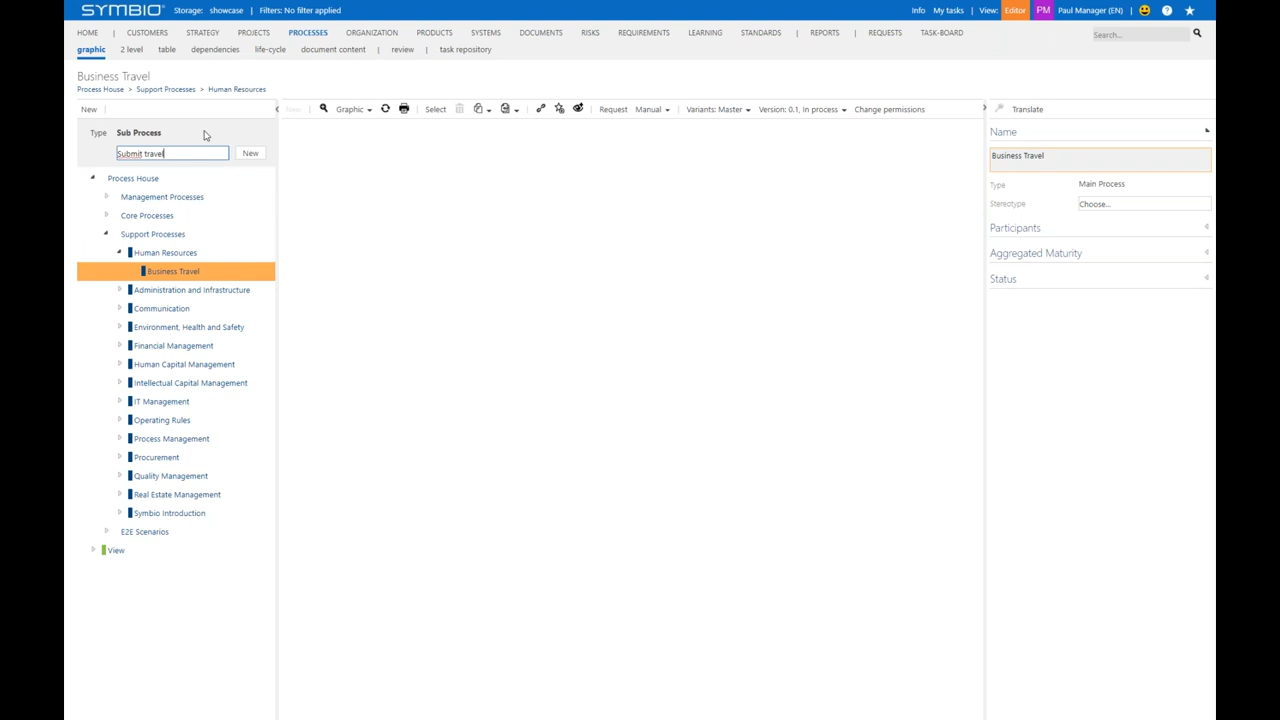 SYMBIO Storage: showcase Filters: No filter applied Info My tasks View: Editor PM Paul Manager (EN)
HOME CUSTOMERS STRATEGY PROJECTS PROCESSES ORGANIZATION PRODUCTS SYSTEMS DOCUMENTS RISKS REQUIREMENTS LEARNING STANDARDS REPORTS REQUESTS TASK-BOARD Search...
graphic 2 level table dependencies life-cycle document content review task repository
Business Travel
Process House > Support Processes > Human Resources
New New Graphic Select Request Manual Variants: Master Version: 0.1, In process Change permissions Translate
Type Sub Process
Submit travel New
Process House
Management Processes
Core Processes
Support Processes
Human Resources
Business Travel
Administration and Infrastructure
Communication
Environment, Health and Safety
Financial Management
Human Capital Management
Intellectual Capital Management
IT Management
Operating Rules
Process Management
Procurement
Quality Management
Real Estate Management
Symbio Introduction
E2E Scenarios
View
Name
Business Travel
Type Main Process
Stereotype Choose...
Participants
Aggregated Maturity
Status